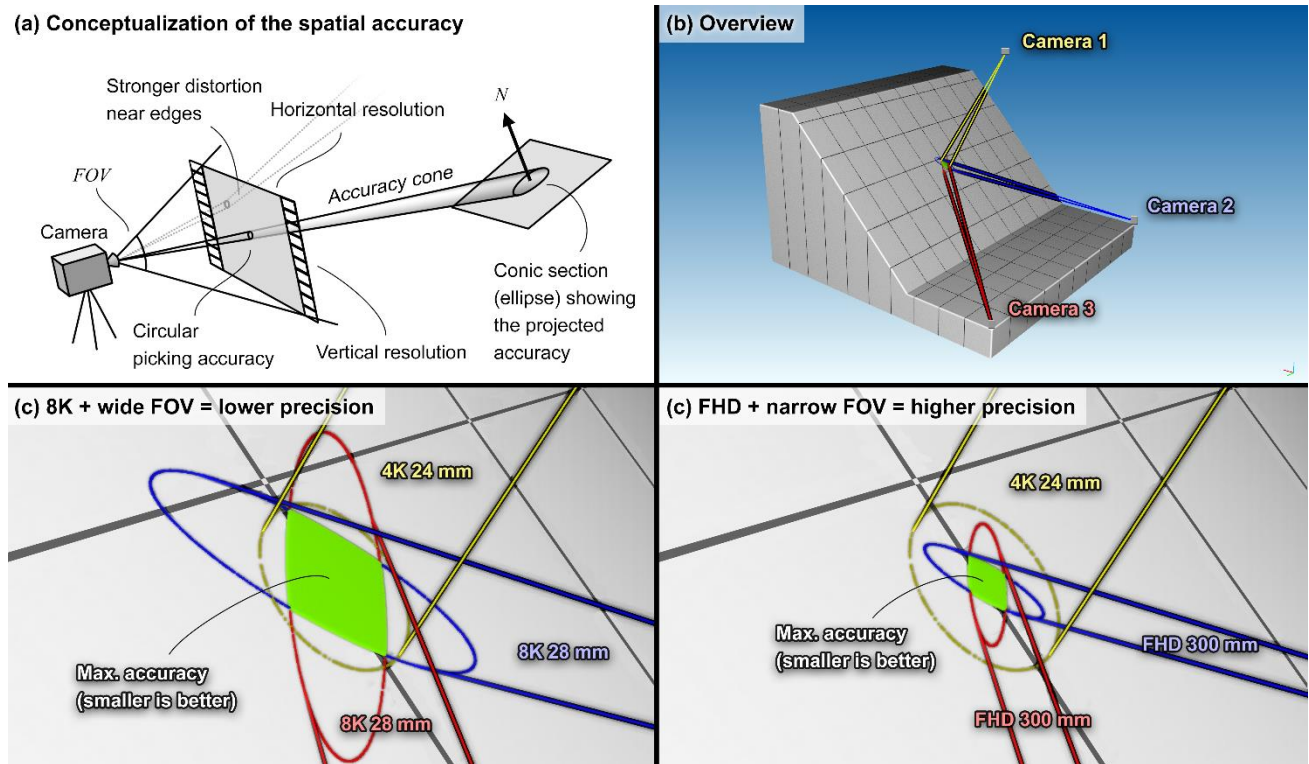 (a) Conceptualization of the spatial accuracy
Stronger distortion
near edges
Horizontal resolution
N
FOV
Accuracy cone
Camera
Circular
picking accuracy
Vertical resolution
Conic section
(ellipse) showing
the projected
accuracy
(b) Overview
Camera 1
Camera 2
Camera 3
(c) 8K + wide FOV = lower precision
4K 24 mm
Max. accuracy
(smaller is better)
8K 28 mm
8K 28 mm
(c) FHD + narrow FOV = higher precision
4K 24 mm
Max. accuracy
(smaller is better)
FHD 300 mm
FHD 300 mm